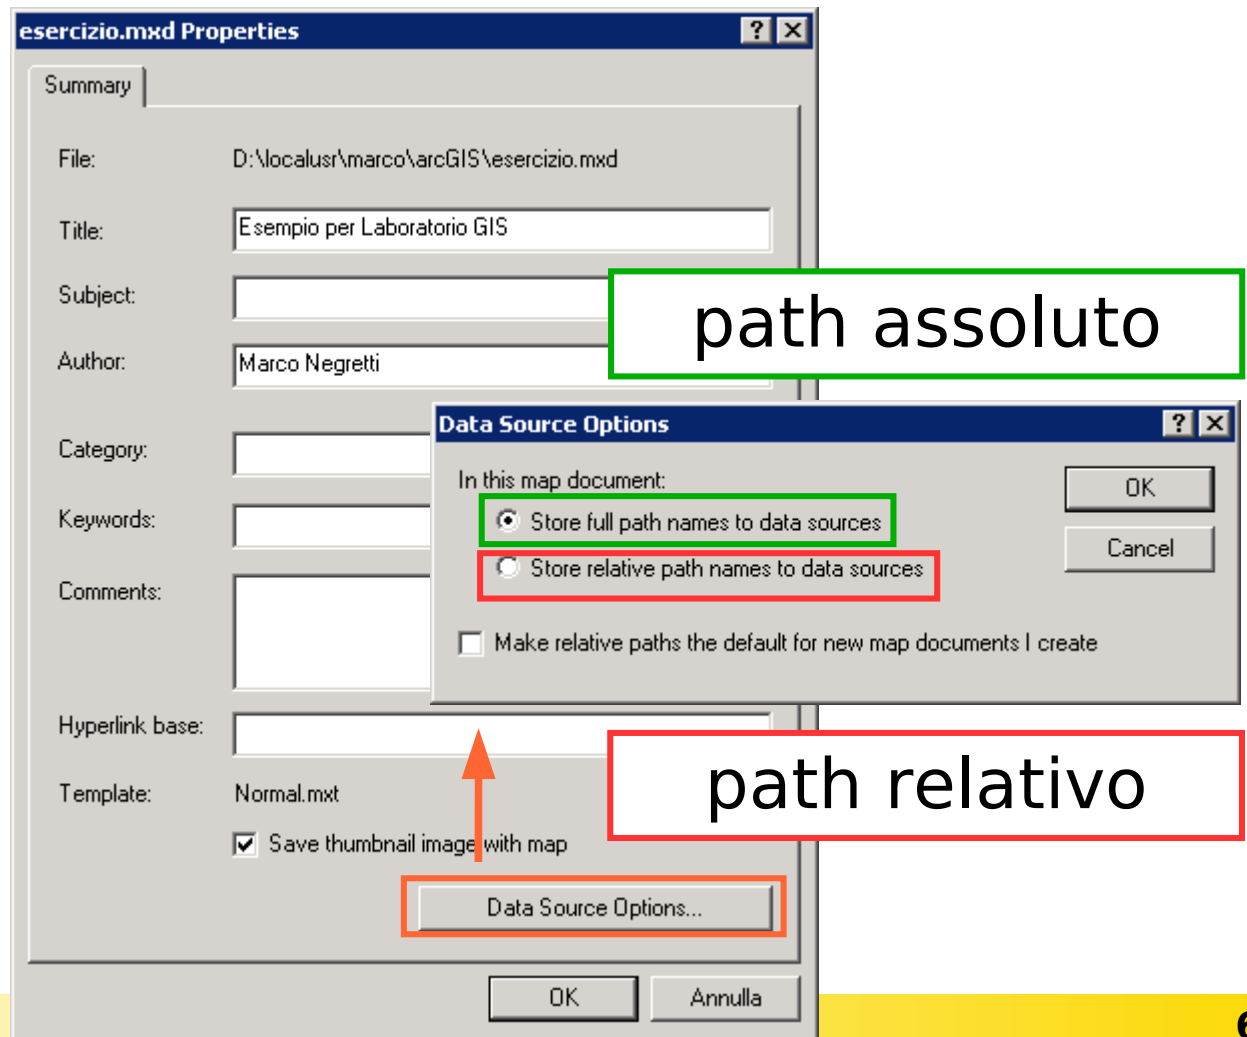 esercizio.mxd Properties
Summary
File: D:\localusr\marco\arcGIS\esercizio.mxd
Title: Esempio per Laboratorio GIS
Subject:
path assoluto
Author: Marco Negretti
Data Source Options
Category:
In this map document:
OK
Keywords:
Store full path names to data sources
Cancel
Store relative path names to data sources
Comments:
Make relative paths the default for new map documents I create
Hyperlink base:
path relativo
Template: Normal.mxt
Save thumbnail image with map
Data Source Options...
OK
Annulla